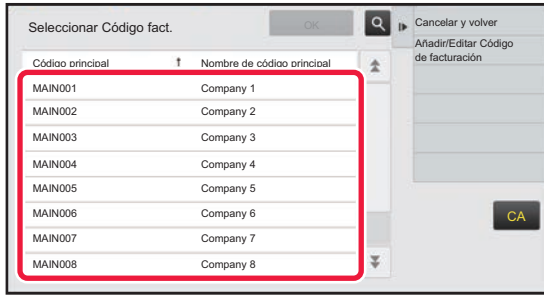 Seleccionar Código fact.
OK
Cancelar y volver
Añadir/Editar Código
de facturación
Código principal
Nombre de código principal
MAIN001 Company 1
MAIN002 Company 2
MAIN003 Company 3
MAIN004 Company 4
MAIN005 Company 5
MAIN006 Company 6
MAIN007 Company 7
MAIN008 Company 8
CA